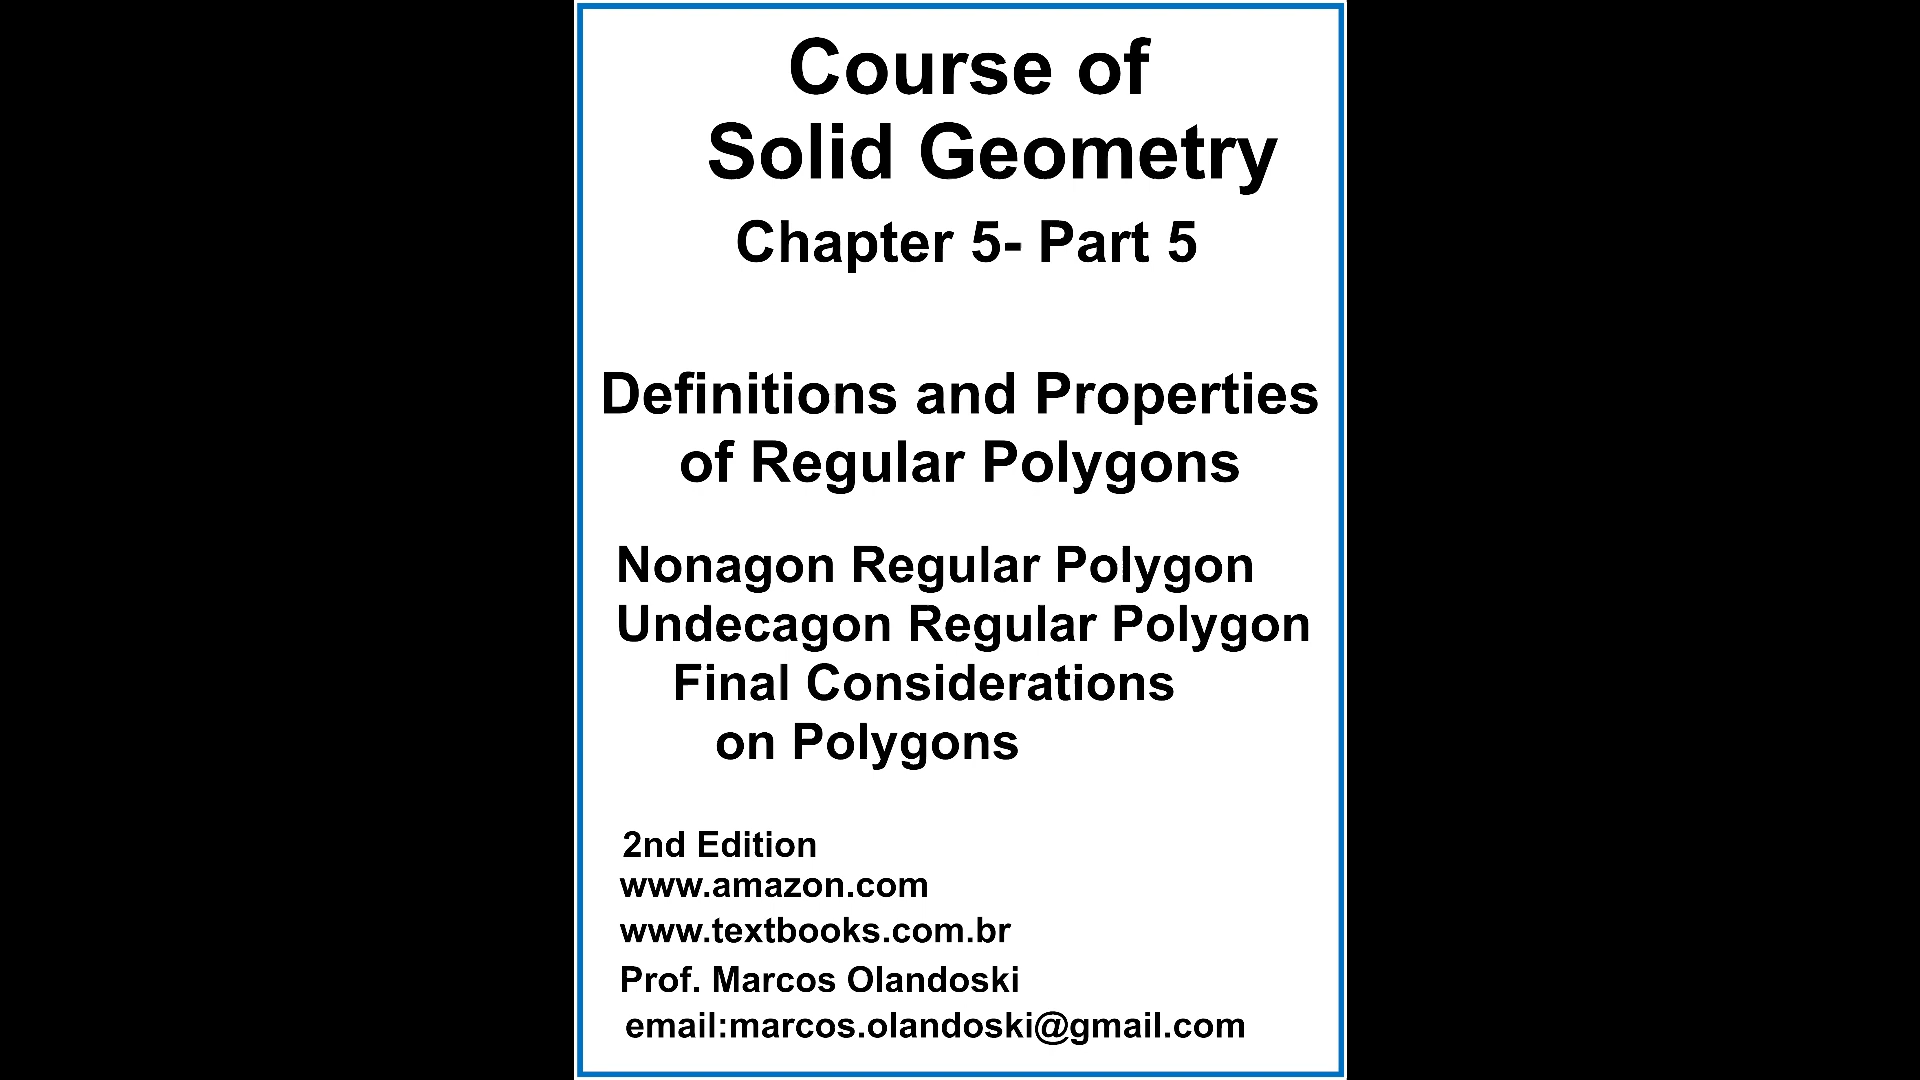 Course of
Solid Geometry
Chapter 5- Part 5
Definitions and Properties
of Regular Polygons
Nonagon Regular Polygon
Undecagon Regular Polygon
Final Considerations
on Polygons
2nd Edition
www.amazon.com
www.textbooks.com.br
Prof. Marcos Olandoski
email:marcos.olandoski@gmail.com